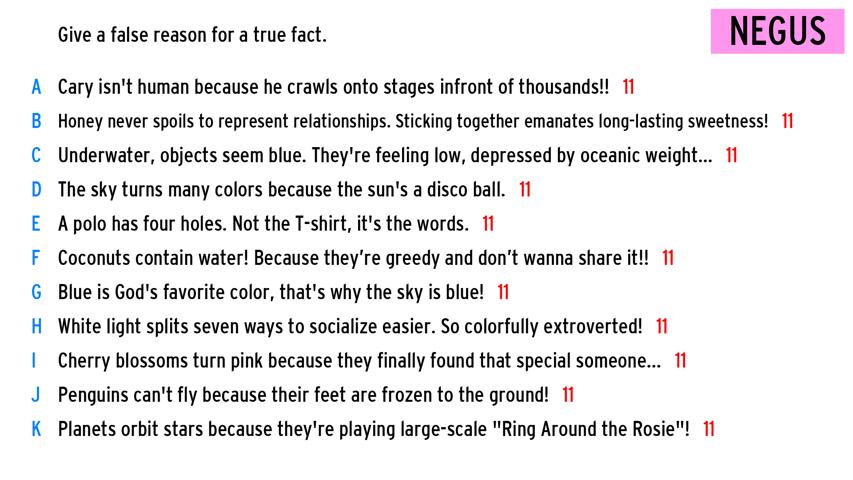 Give a false reason for a true fact.
NEGUS
A Cary isn't human because he crawls onto stages infront of thousands!! 11
B Honey never spoils to represent relationships. Sticking together emanates long-lasting sweetness! 11
C Underwater, objects seem blue. They're feeling low, depressed by oceanic weight... 11
D The sky turns many colors because the sun's a disco ball. 11
E A polo has four holes. Not the T-shirt, it's the words. 11
F Coconuts contain water! Because they’re greedy and don’t wanna share it!! 11
G Blue is God's favorite color, that's why the sky is blue! 11
H White light splits seven ways to socialize easier. So colorfully extroverted! 11
I Cherry blossoms turn pink because they finally found that special someone... 11
J Penguins can't fly because their feet are frozen to the ground! 11
K Planets orbit stars because they're playing large-scale "Ring Around the Rosie"! 11